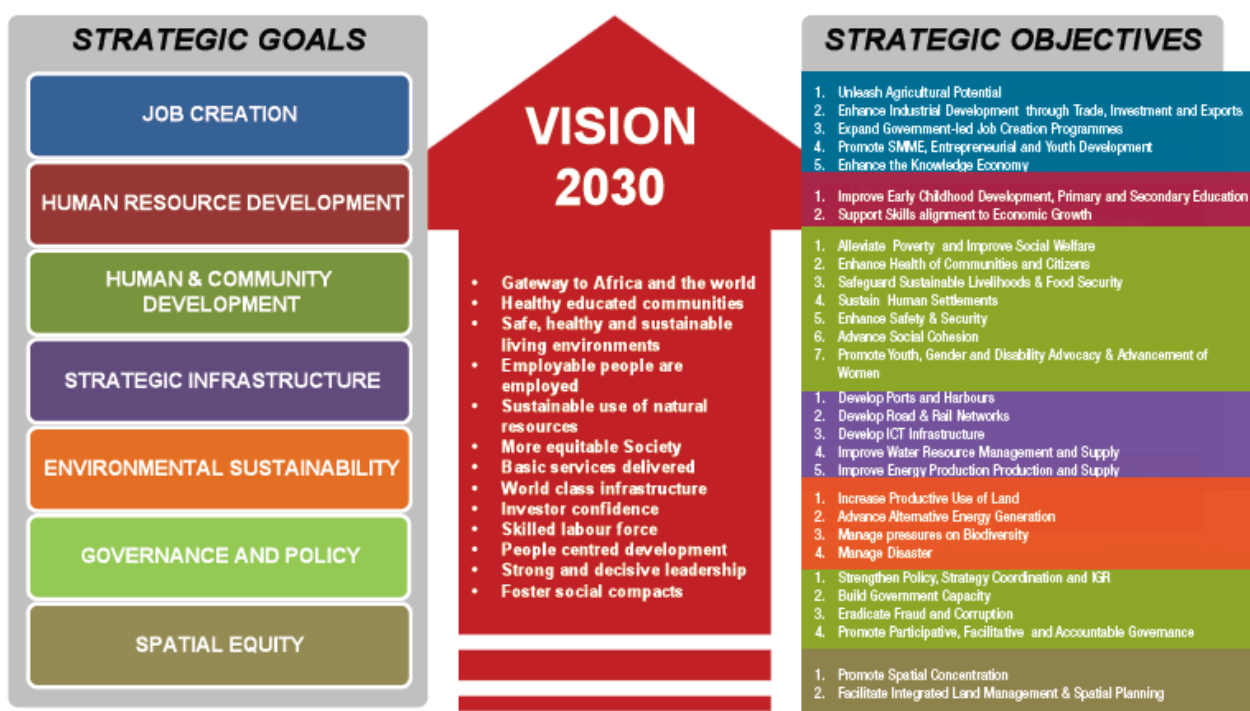 STRATEGIC GOALS
JOB CREATION
HUMAN RESOURCE DEVELOPMENT
HUMAN & COMMUNITY
DEVELOPMENT
STRATEGIC INFRASTRUCTURE
ENVIRONMENTAL SUSTAINABILITY
GOVERNANCE AND POLICY
SPATIAL EQUITY
VISION
2030
• Gateway to Africa and the world
• Healthy educated communities
• Safe, healthy and sustainable
living environments
• Employable people are
employed
• Sustainable use of natural
resources
• More equitable Society
• Basic services delivered
• World class infrastructure
• Investor confidence
• Skilled labour force
• People centred development
• Strong and decisive leadership
• Foster social compacts
STRATEGIC OBJECTIVES
1. Unleash Agricultural Potential
2. Enhance Industrial Development through Trade, Investment and Exports
3. Expand Government-led Job Creation Programmes
4. Promote SMME, Entrepreneurial and Youth Development
5. Enhance the Knowledge Economy
1. Improve Early Childhood Development, Primary and Secondary Education
2. Support Skills alignment to Economic Growth
1. Alleviate Poverty and Improve Social Welfare
2. Enhance Health of Communities and Citizens
3. Safeguard Sustainable Livelihoods & Food Security
4. Sustain Human Settlements
5. Enhance Safety & Security
6. Advance Social Cohesion
7. Promote Youth, Gender and Disability Advocacy & Advancement of
Women
1. Develop Ports and Harbours
2. Develop Road & Rail Networks
3. Develop ICT Infrastructure
4. Improve Water Resource Management and Supply
5. Improve Energy Production Production and Supply
1. Increase Productive Use of Land
2. Advance Alternative Energy Generation
3. Manage pressures on Biodiversity
4. Manage Disaster
1. Strengthen Policy, Strategy Coordination and IGR
2. Build Government Capacity
3. Eradicate Fraud and Corruption
4. Promote Participative, Facilitative and Accountable Governance
1. Promote Spatial Concentration
2. Facilitate Integrated Land Management & Spatial Planning